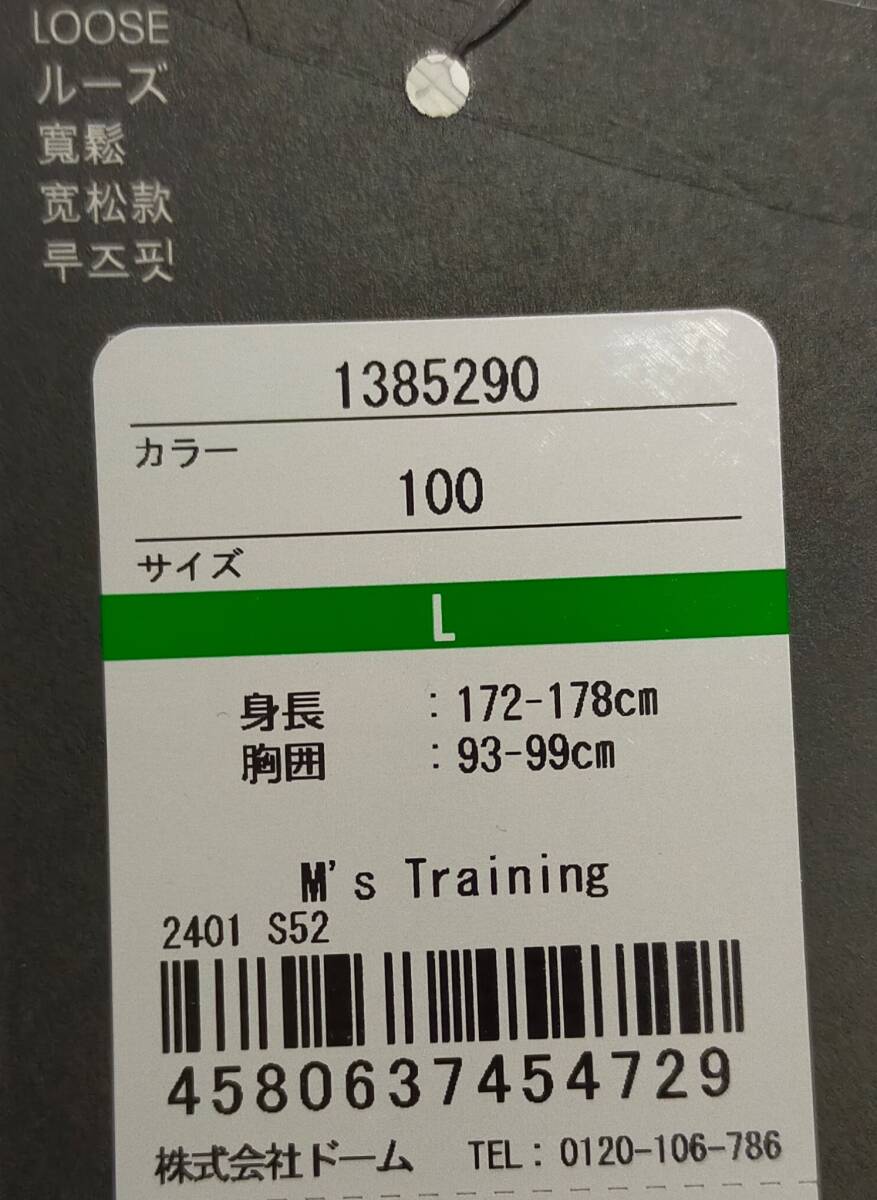 LOOSE
ルーズ
寬鬆
宽松款
루즈핏
1385290
カラー
100
サイズ
L
身長 : 172-178cm
胸囲 : 93-99cm
M's Training
2401 S52
4580637454729
株式会社ドーム TEL: 0120-106-786